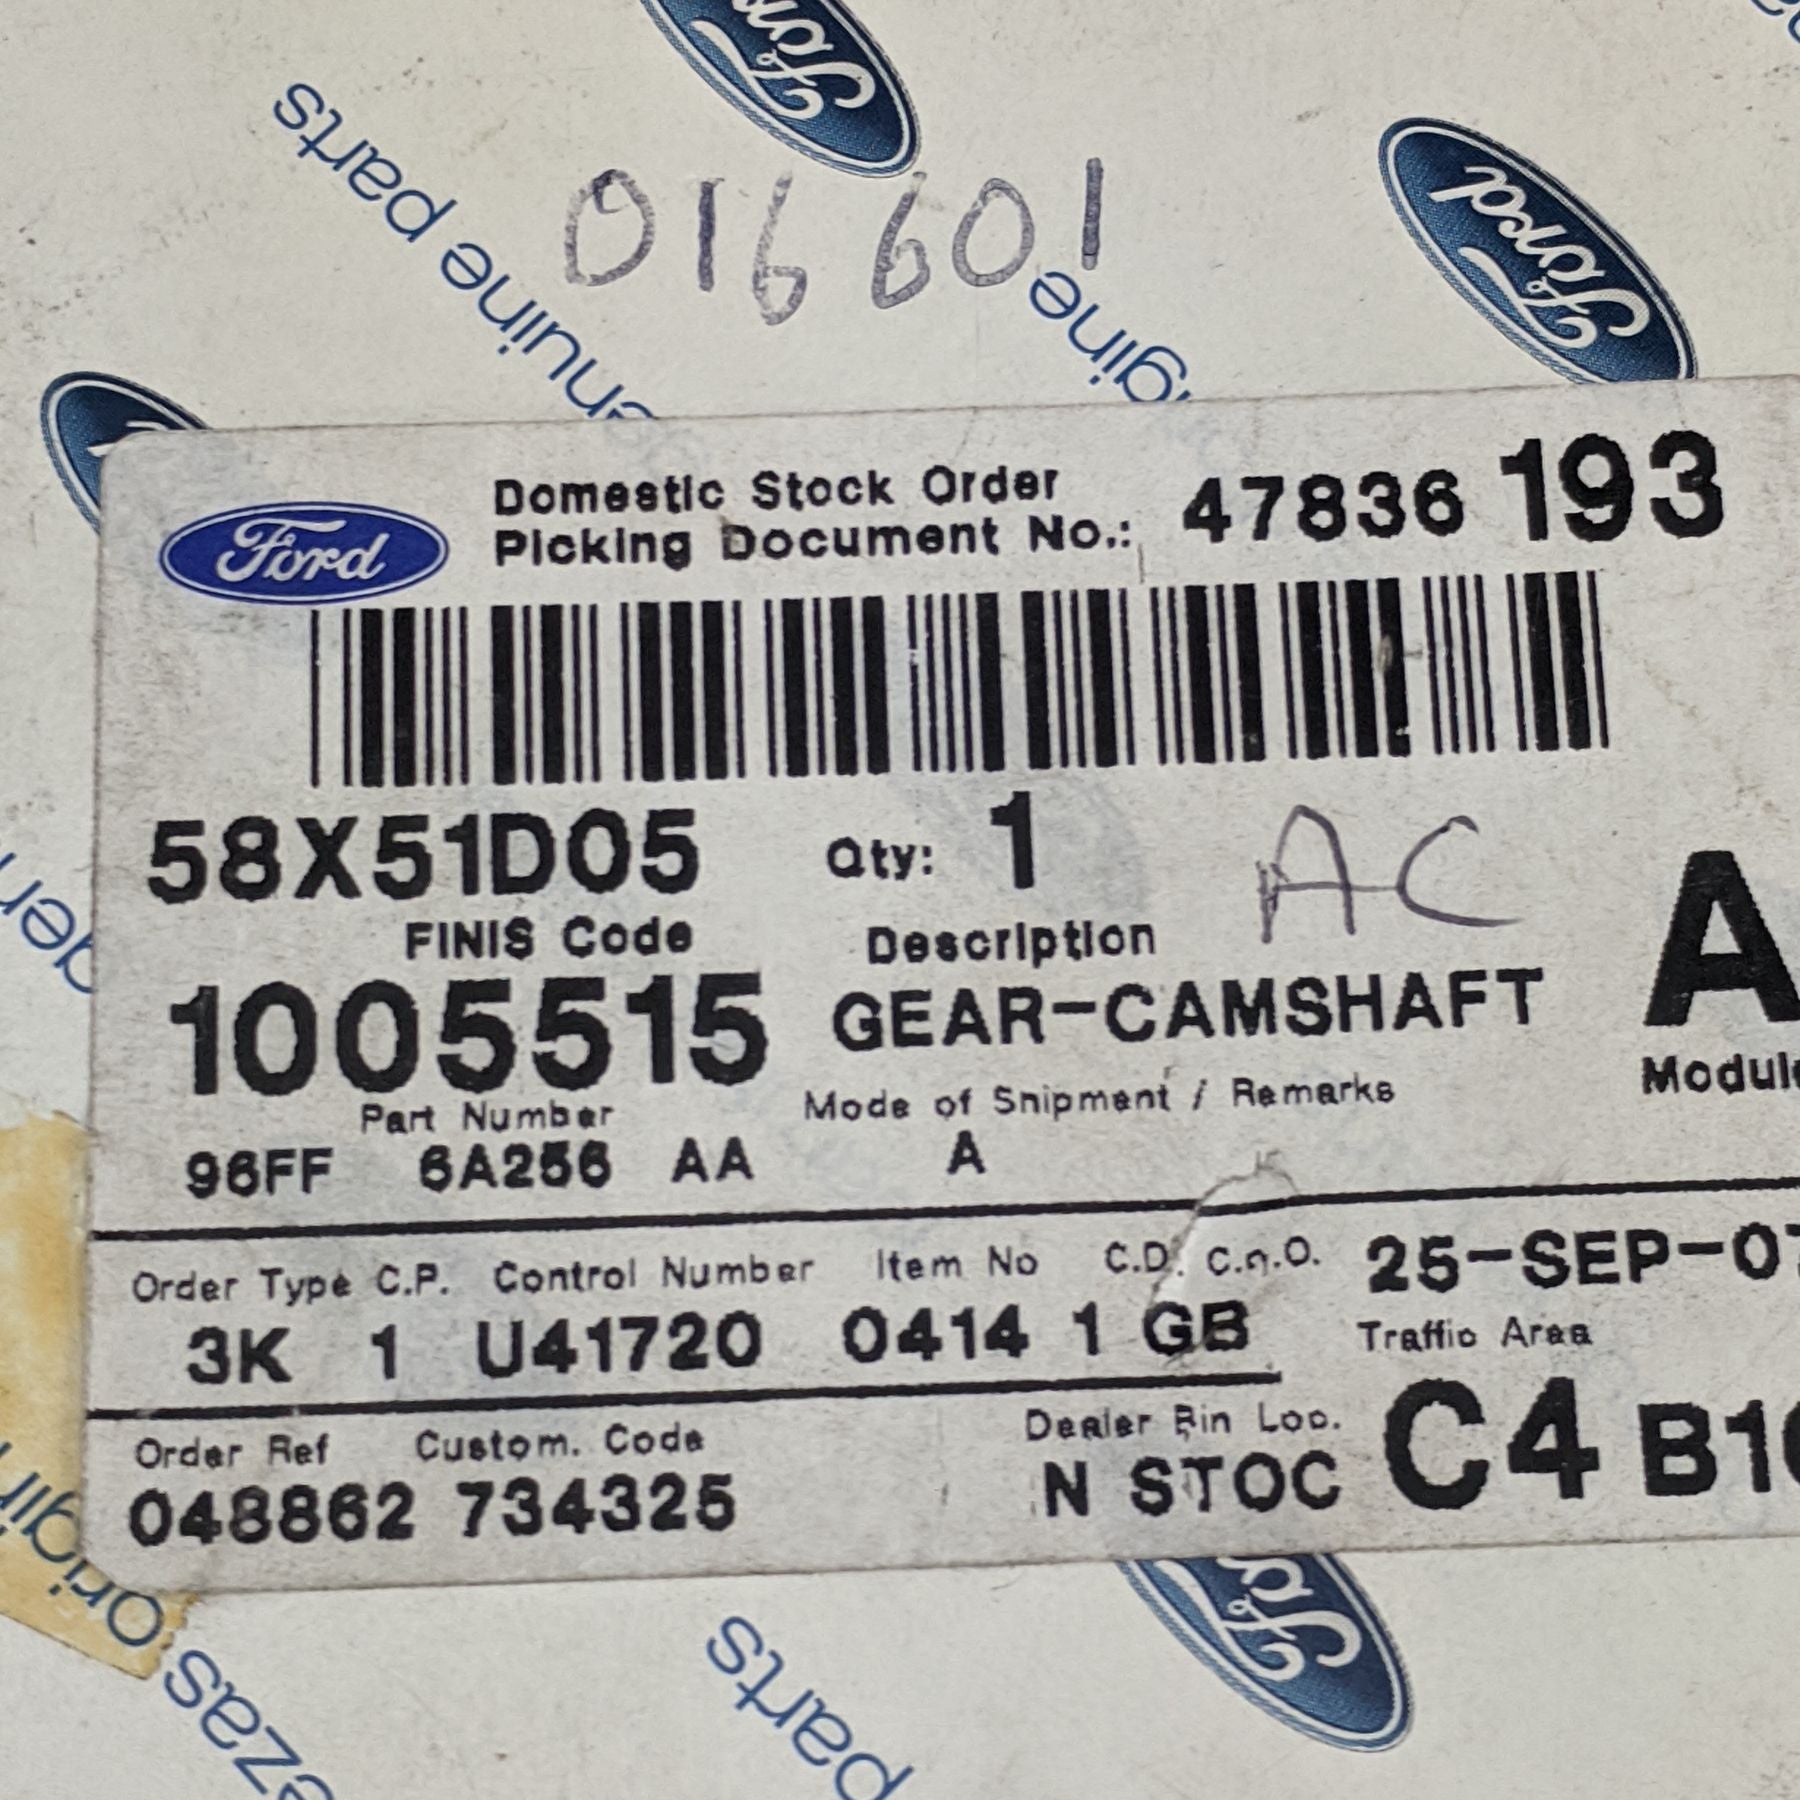 Ford
Ford
genuine parts
016601
origine
Ford
Domestic Stock Order
Picking Document No.: 47836 193
58X51D05 Qty: 1 AC
FINIS Code Description
1005515 GEAR-CAMSHAFT A
Part Number Mode of Shipment / Remarks
96FF 6A256 AA A
Order Type C.P. Control Number Item No C.D. C.o.O. 25-SEP-07
3K 1 U41720 0414 1 GB Traffic Area
Order Ref Custom. Code Dealer Bin Loc.
048862 734325 N STOC C4
parts
Ford